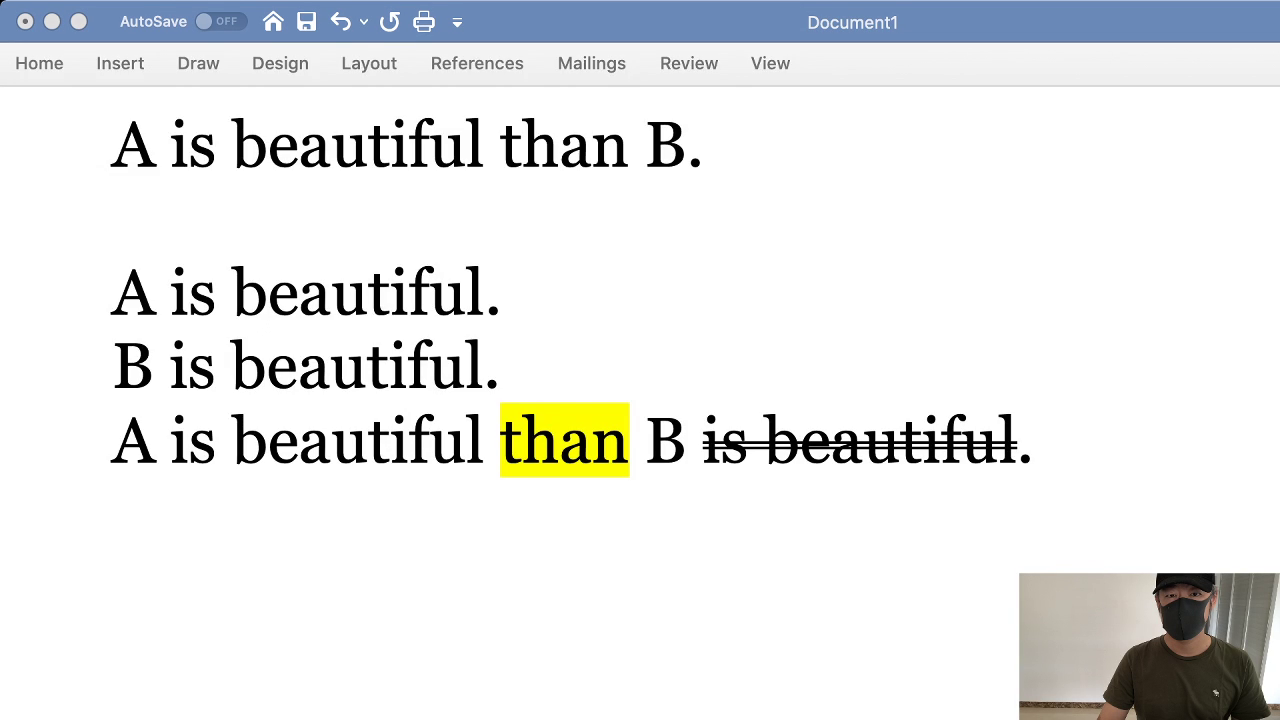 AutoSave OFF Document1
Home Insert Draw Design Layout References Mailings Review View
A is beautiful than B.
A is beautiful.
B is beautiful.
A is beautiful than B is beautiful.